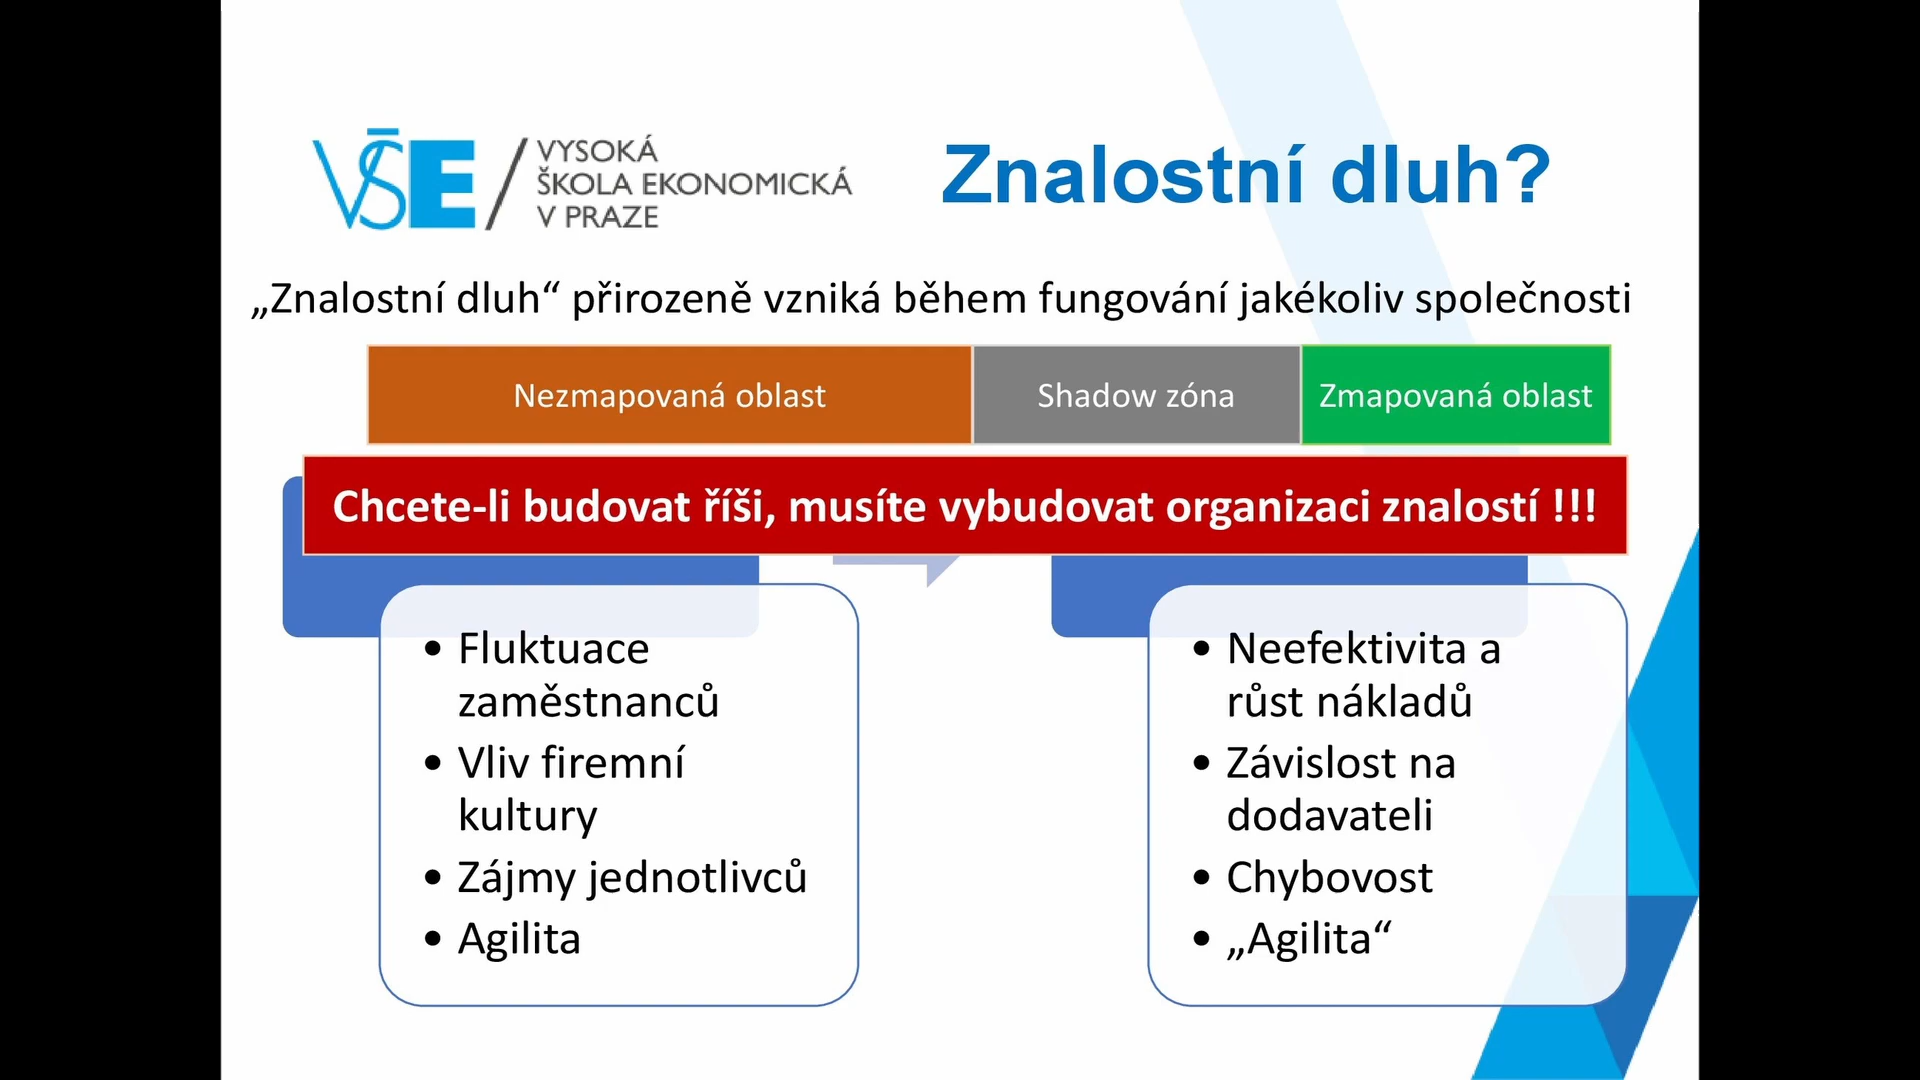 VŠE / VYSOKÁ
ŠKOLA EKONOMICKÁ
V PRAZE
Znalostní dluh?
„Znalostní dluh“ přirozeně vzniká během fungování jakékoliv společnosti
Nezmapovaná oblast
Shadow zóna
Zmapovaná oblast
Chcete-li budovat říši, musíte vybudovat organizaci znalostí !!!
• Fluktuace
zaměstnanců
• Vliv firemní
kultury
• Zájmy jednotlivců
• Agilita
• Neefektivita a
růst nákladů
• Závislost na
dodavateli
• Chybovost
• „Agilita“